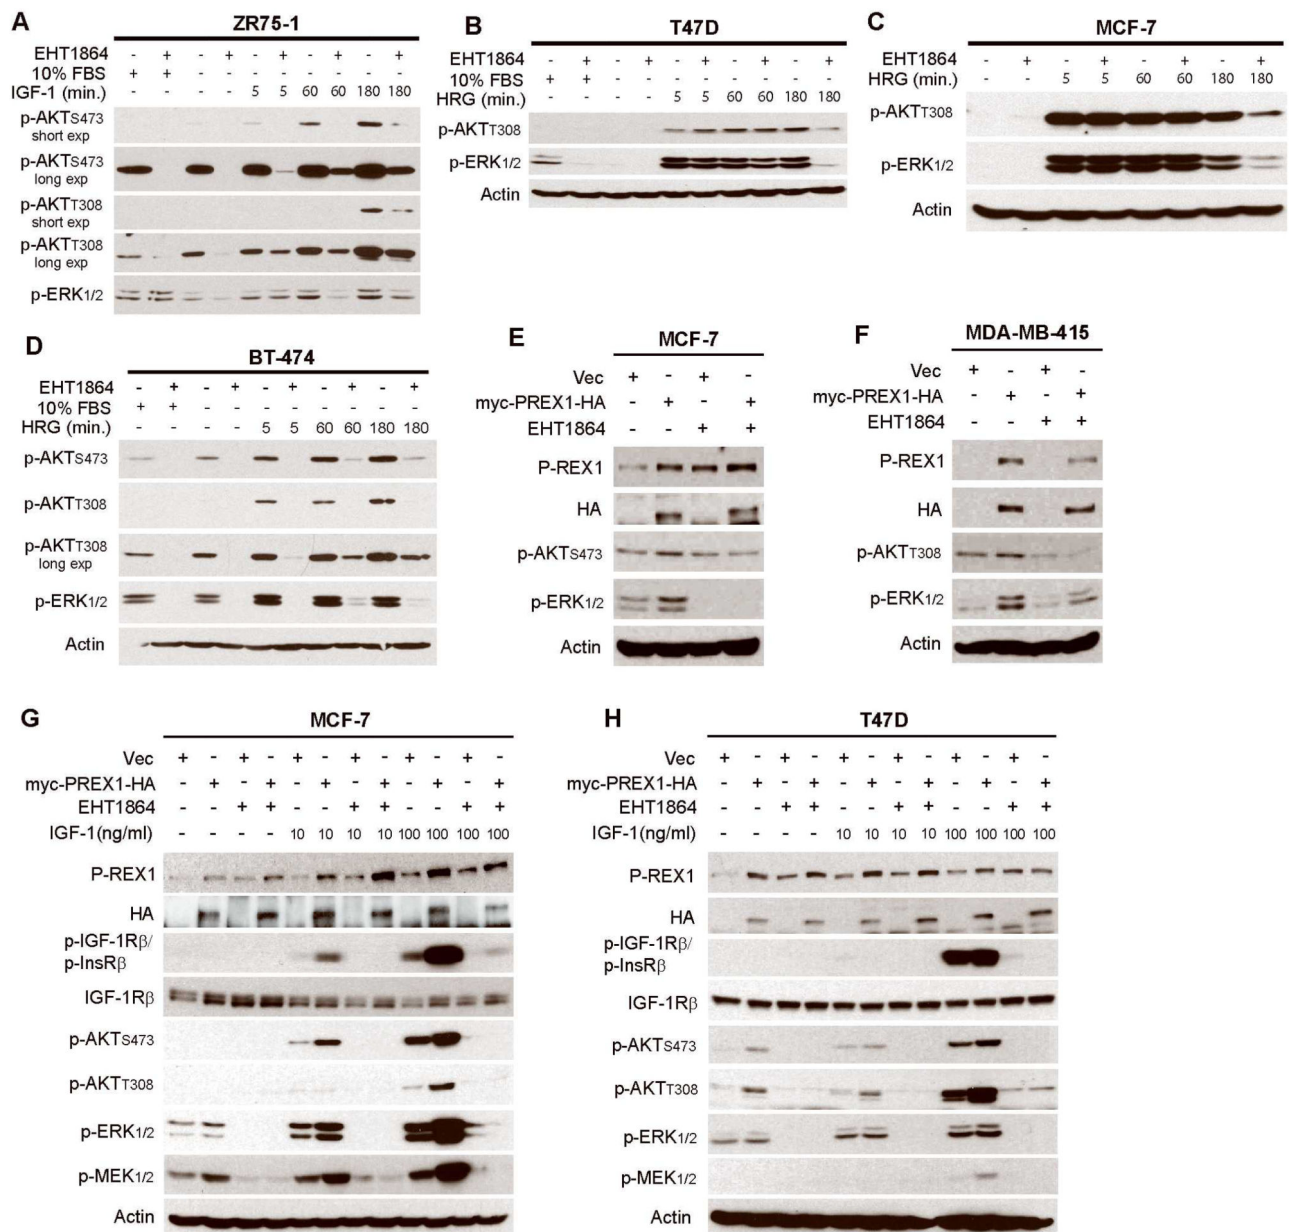 A
ZR75-1
EHT1864 - + - + - + - + - +
10% FBS + + - - - - - - - -
IGF-1 (min.) - - - - 5 5 60 60 180 180
p-AKTS473
short exp
p-AKTS473
long exp
p-AKTT308
short exp
p-AKTT308
long exp
p-ERK1/2
B
T47D
EHT1864 - + - + - + - + - +
10% FBS + + - - - - - - - -
HRG (min.) - - - - 5 5 60 60 180 180
p-AKTT308
p-ERK1/2
Actin
C
MCF-7
EHT1864 - + - + - + - +
HRG (min.) - - 5 5 60 60 180 180
p-AKTT308
p-ERK1/2
Actin
D
BT-474
EHT1864 - + - + - + - + - +
10% FBS + + - - - - - - - -
HRG (min.) - - - - 5 5 60 60 180 180
p-AKTS473
p-AKTT308
p-AKTT308
long exp
p-ERK1/2
Actin
E
MCF-7
Vec + - + -
myc-PREX1-HA - + - +
EHT1864 - - + +
P-REX1
HA
p-AKTS473
p-ERK1/2
Actin
F
MDA-MB-415
Vec + - + -
myc-PREX1-HA - + - +
EHT1864 - - + +
P-REX1
HA
p-AKTT308
p-ERK1/2
Actin
G
MCF-7
Vec + - + - + - + - + - + -
myc-PREX1-HA - + - + - + - + - + - +
EHT1864 - - + + - - + + - - + +
IGF-1(ng/ml) - - - - 10 10 10 10 100 100 100 100
P-REX1
HA
p-IGF-1Rβ/
p-InsRβ
IGF-1Rβ
p-AKTS473
p-AKTT308
p-ERK1/2
p-MEK1/2
Actin
H
T47D
Vec + - + - + - + - + - + -
myc-PREX1-HA - + - + - + - + - + - +
EHT1864 - - + + - - + + - - + +
IGF-1(ng/ml) - - - - 10 10 10 10 100 100 100 100
P-REX1
HA
p-IGF-1Rβ/
p-InsRβ
IGF-1Rβ
p-AKTS473
p-AKTT308
p-ERK1/2
p-MEK1/2
Actin